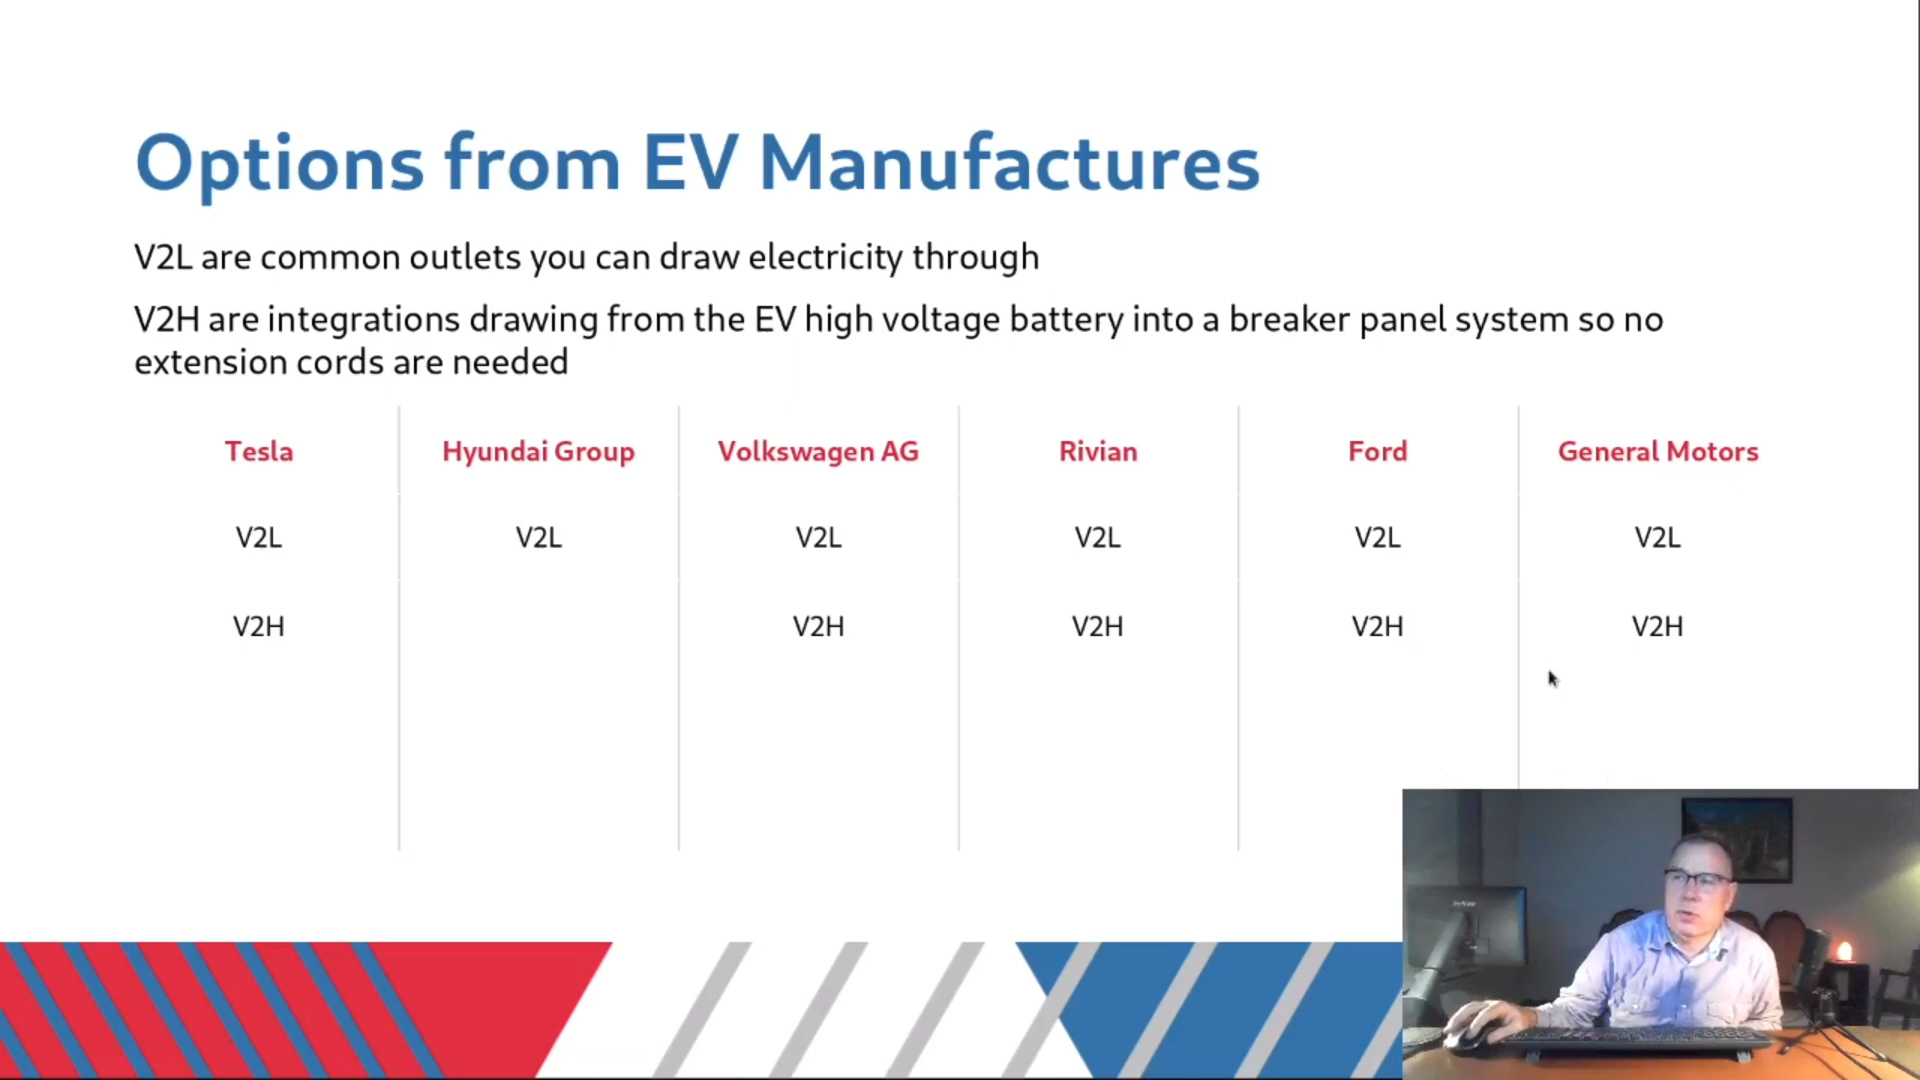 Options from EV Manufactures
V2L are common outlets you can draw electricity through
V2H are integrations drawing from the EV high voltage battery into a breaker panel system so no
extension cords are needed
Tesla Hyundai Group Volkswagen AG Rivian Ford General Motors
V2L V2L V2L V2L V2L V2L
V2H V2H V2H V2H V2H